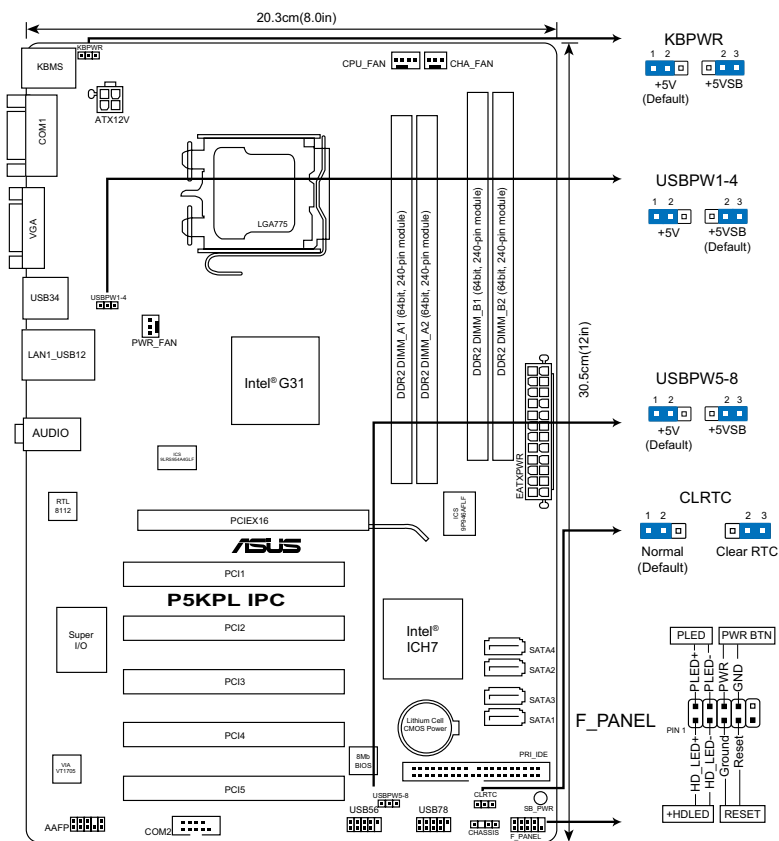 20.3cm(8.0in)
KBPWR
KBMS
CPU_FAN
CHA_FAN
ATX12V
COM1
LGA775
VGA
USB34
USBPW1-4
PWR_FAN
LAN1_USB12
Intel® G31
DDR2 DIMM_A1 (64bit, 240-pin module)
DDR2 DIMM_A2 (64bit, 240-pin module)
DDR2 DIMM_B1 (64bit, 240-pin module)
DDR2 DIMM_B2 (64bit, 240-pin module)
30.5cm(12in)
EATXPWR
AUDIO
ICS
9LRS954AGLF
RTL
8112
ICS
9P946AFLF
PCIEX16
ASUS
PCI1
P5KPL IPC
PCI2
Super
I/O
Intel®
ICH7
SATA4
SATA2
SATA3
SATA1
PCI3
Lithium Cell
CMOS Power
PCI4
VIA
VT1705
8Mb
BIOS
PRI_IDE
PCI5
USBPW5-8
CLRTC
SB_PWR
AAFP
COM2
USB56
USB78
CHASSIS
F_PANEL
KBPWR
1 2
2 3
+5V
(Default)
+5VSB
USBPW1-4
1 2
2 3
+5V
+5VSB
(Default)
USBPW5-8
1 2
2 3
+5V
(Default)
+5VSB
CLRTC
1 2
2 3
Normal
(Default)
Clear RTC
F_PANEL
PLED
PWR BTN
PLED+
PLED-
PWR
GND
PIN 1
HD_LED+
HD_LED-
Ground
Reset
+HDLED
RESET